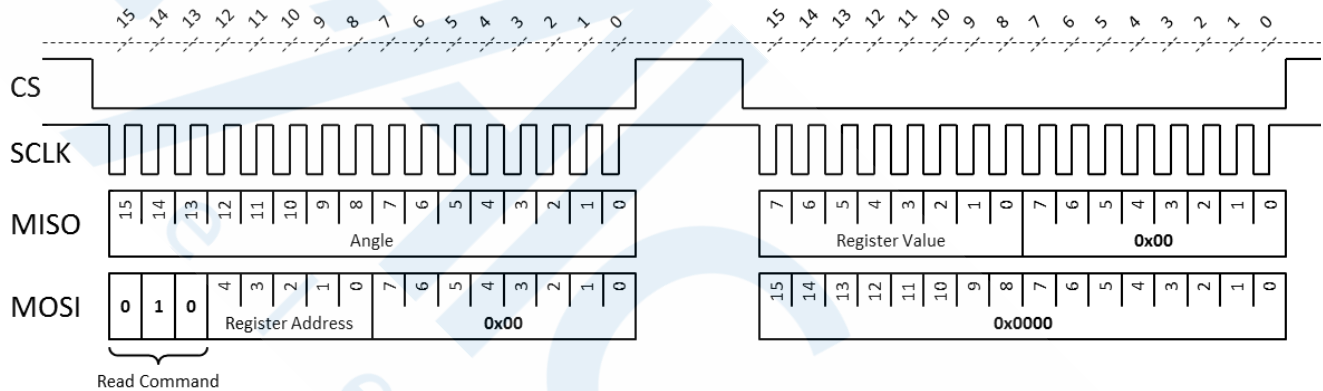 15 14 13 12 11 10 9 8 7 6 5 4 3 2 1 0 15 14 13 12 11 10 9 8 7 6 5 4 3 2 1 0
CS
SCLK
MISO 15 14 13 12 11 10 9 8 7 6 5 4 3 2 1 0 7 6 5 4 3 2 1 0 7 6 5 4 3 2 1 0
Angle Register Value 0x00
MOSI 0 1 0 4 3 2 1 0 7 6 5 4 3 2 1 0 15 14 13 12 11 10 9 8 7 6 5 4 3 2 1 0
Register Address 0x00 0x0000
Read Command